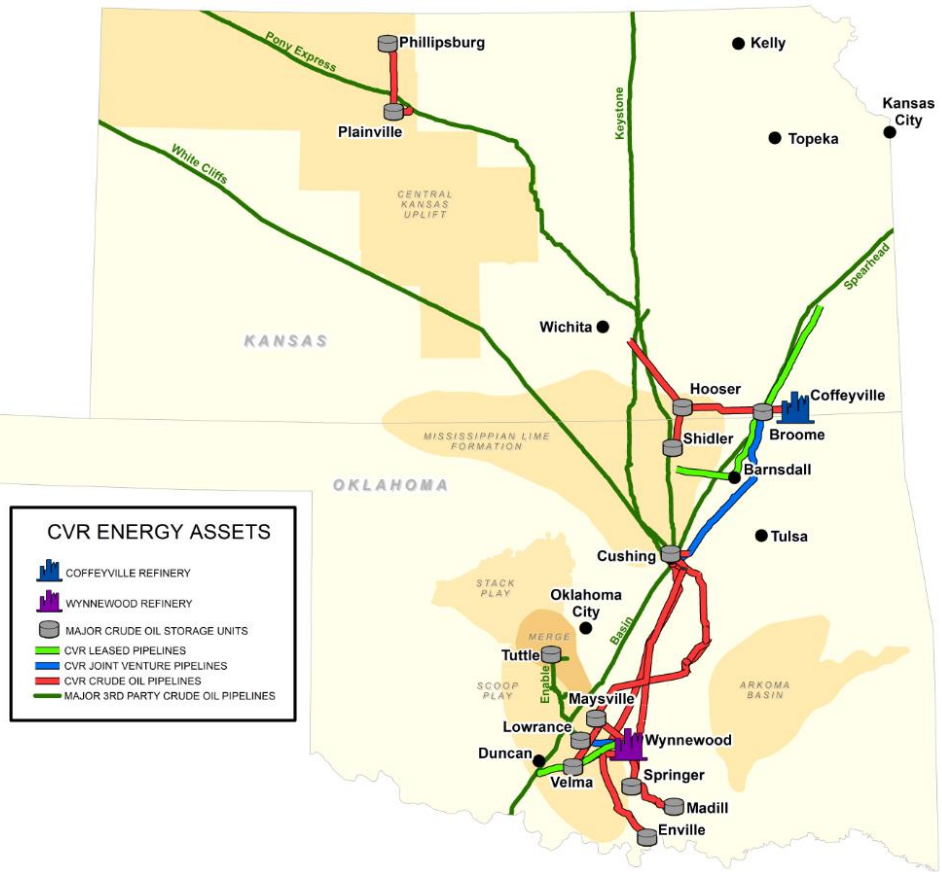 Phillipsburg
Kelly
Pony Express
Kansas
City
Plainville
Topeka
Keystone
White Cliffs
CENTRAL
KANSAS
UPLIFT
Spearhead
Wichita
KANSAS
Hooser
Coffeyville
Broome
MISSISSIPPIAN LIME
FORMATION
Shidler
Barnsdall
OKLAHOMA
Tulsa
Cushing
CVR ENERGY ASSETS
COFFEYVILLE REFINERY
WYNNEWOOD REFINERY
MAJOR CRUDE OIL STORAGE UNITS
CVR LEASED PIPELINES
CVR JOINT VENTURE PIPELINES
CVR CRUDE OIL PIPELINES
MAJOR 3RD PARTY CRUDE OIL PIPELINES
STACK
PLAY
Oklahoma
City
Basin
MERGE
Tuttle
Enable
SCOOP
PLAY
ARKOMA
BASIN
Maysville
Lowrance
Wynnewood
Duncan
Velma
Springer
Madill
Enville